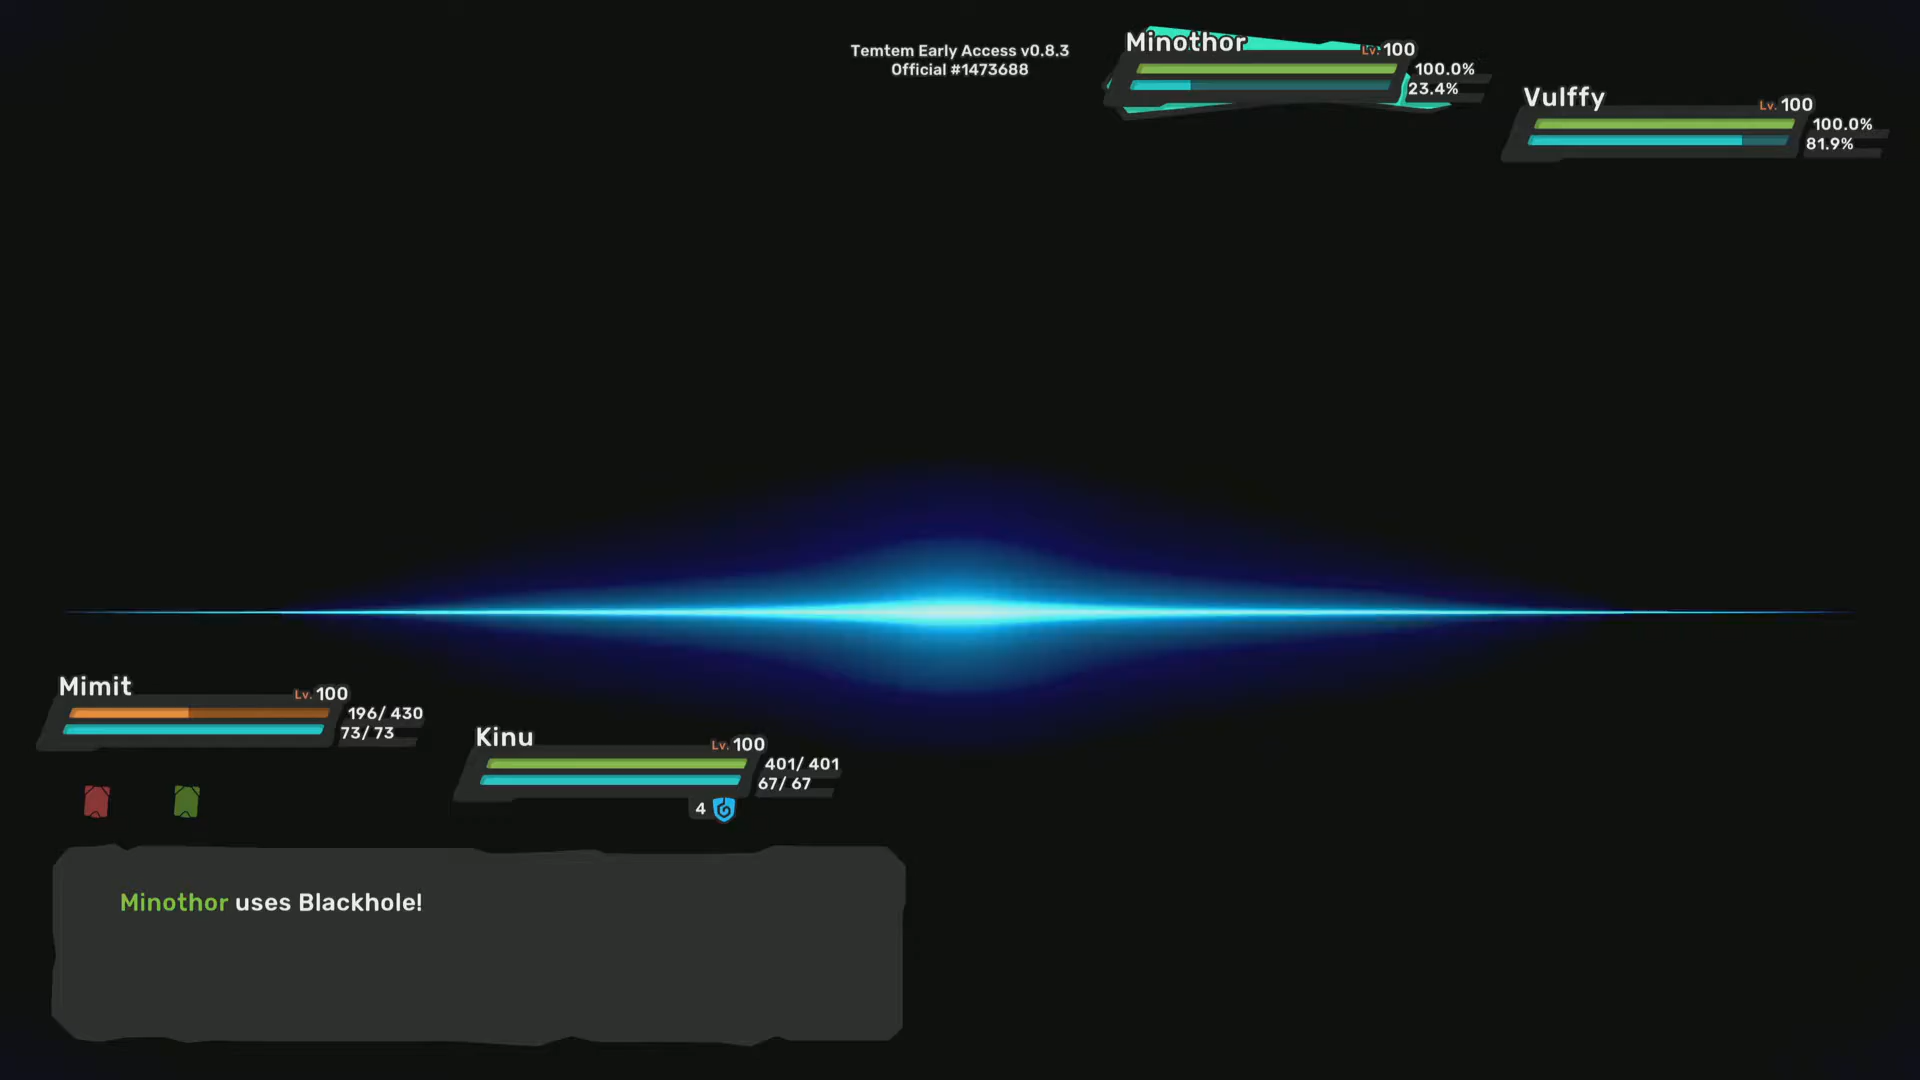 Temtem Early Access v0.8.3
Official #1473688
Minothor Lv. 100
100.0%
23.4%
Vulffy Lv. 100
100.0%
81.9%
Mimit Lv. 100
196/ 430
73/ 73
Kinu Lv. 100
401/ 401
67/ 67
4
Minothor uses Blackhole!